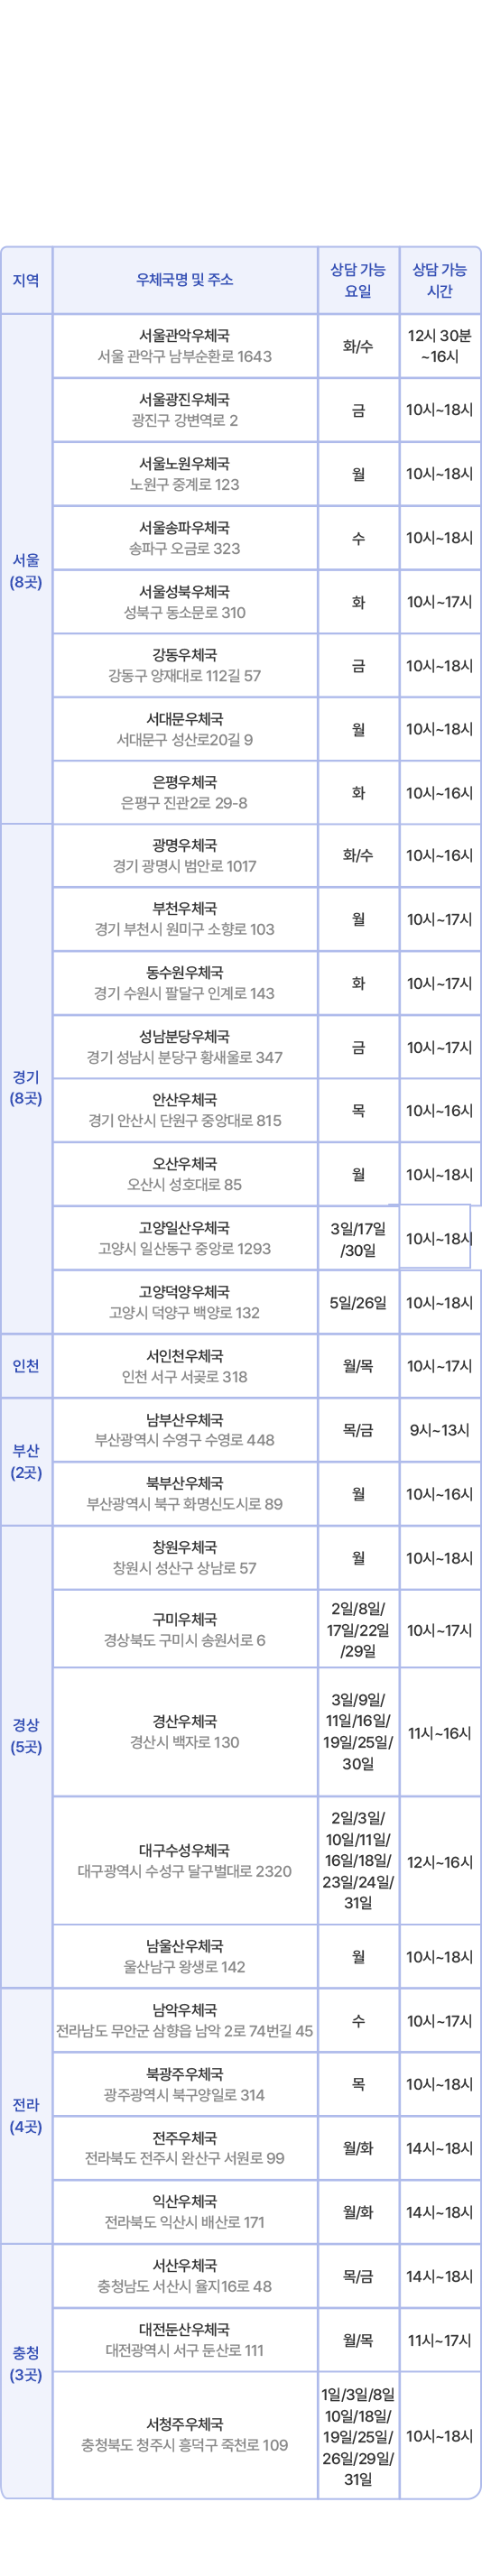 지역
우체국명 및 주소
상담 가능
요일
상담 가능
시간
서울
(8곳)
서울관악우체국
서울 관악구 남부순환로 1643
화/수
12시 30분
~16시
서울광진우체국
광진구 강변역로 2
금
10시~18시
서울노원우체국
노원구 중계로 123
월
10시~18시
서울송파우체국
송파구 오금로 323
수
10시~18시
서울성북우체국
성북구 동소문로 310
화
10시~17시
강동우체국
강동구 양재대로 112길 57
금
10시~18시
서대문우체국
서대문구 성산로20길 9
월
10시~18시
은평우체국
은평구 진관2로 29-8
화
10시~16시
경기
(8곳)
광명우체국
경기 광명시 범안로 1017
화/수
10시~16시
부천우체국
경기 부천시 원미구 소향로 103
월
10시~17시
동수원우체국
경기 수원시 팔달구 인계로 143
화
10시~17시
성남분당우체국
경기 성남시 분당구 황새울로 347
금
10시~17시
안산우체국
경기 안산시 단원구 중앙대로 815
목
10시~16시
오산우체국
오산시 성호대로 85
월
10시~18시
고양일산우체국
고양시 일산동구 중앙로 1293
3일/17일
/30일
10시~18시
고양덕양우체국
고양시 덕양구 백양로 132
5일/26일
10시~18시
인천
서인천우체국
인천 서구 서곶로 318
월/목
10시~17시
부산
(2곳)
남부산우체국
부산광역시 수영구 수영로 448
목/금
9시~13시
북부산우체국
부산광역시 북구 화명신도시로 89
월
10시~16시
경상
(5곳)
창원우체국
창원시 성산구 상남로 57
월
10시~18시
구미우체국
경상북도 구미시 송원서로 6
2일/8일/
17일/22일
/29일
10시~17시
경산우체국
경산시 백자로 130
3일/9일/
11일/16일/
19일/25일/
30일
11시~16시
대구수성우체국
대구광역시 수성구 달구벌대로 2320
2일/3일/
10일/11일/
16일/18일/
23일/24일/
31일
12시~16시
남울산우체국
울산남구 왕생로 142
월
10시~18시
전라
(4곳)
남악우체국
전라남도 무안군 삼향읍 남악 2로 74번길 45
수
10시~17시
북광주우체국
광주광역시 북구양일로 314
목
10시~18시
전주우체국
전라북도 전주시 완산구 서원로 99
월/화
14시~18시
익산우체국
전라북도 익산시 배산로 171
월/화
14시~18시
충청
(3곳)
서산우체국
충청남도 서산시 율지16로 48
목/금
14시~18시
대전둔산우체국
대전광역시 서구 둔산로 111
월/목
11시~17시
서청주우체국
충청북도 청주시 흥덕구 죽천로 109
1일/3일/8일
10일/18일/
19일/25일/
26일/29일/
31일
10시~18시